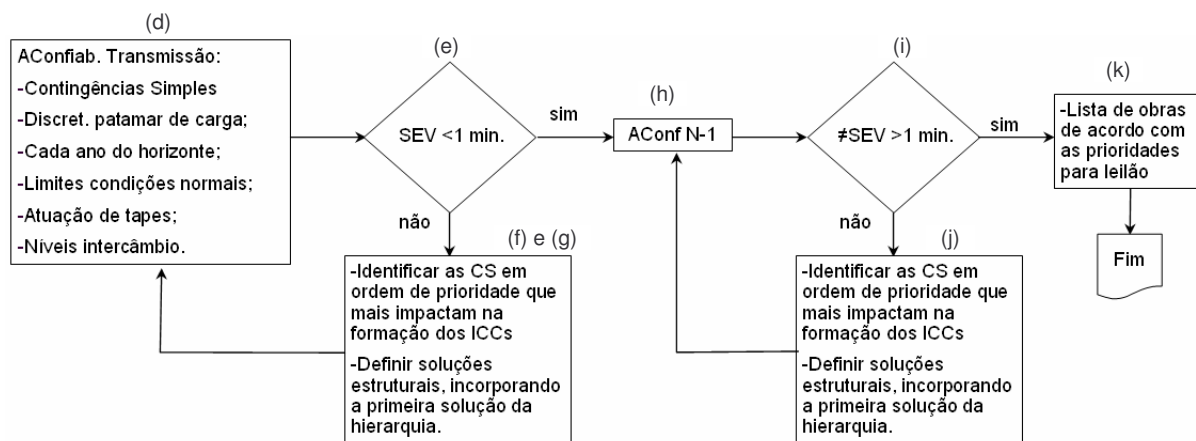 (d)
AConfiab. Transmissão:
-Contingências Simples
-Discret. patamar de carga;
-Cada ano do horizonte;
-Limites condições normais;
-Atuação de tapes;
-Níveis intercâmbio.
(e)
SEV <1 min.
sim
não
(f) e (g)
-Identificar as CS em
ordem de prioridade que
mais impactam na
formação dos ICCs
-Definir soluções
estruturais, incorporando
a primeira solução da
hierarquia.
(h)
AConf N-1
(i)
≠SEV >1 min.
sim
não
(j)
-Identificar as CS em
ordem de prioridade que
mais impactam na
formação dos ICCs
-Definir soluções
estruturais, incorporando
a primeira solução da
hierarquia.
(k)
-Lista de obras
de acordo com
as prioridades
para leilão
Fim